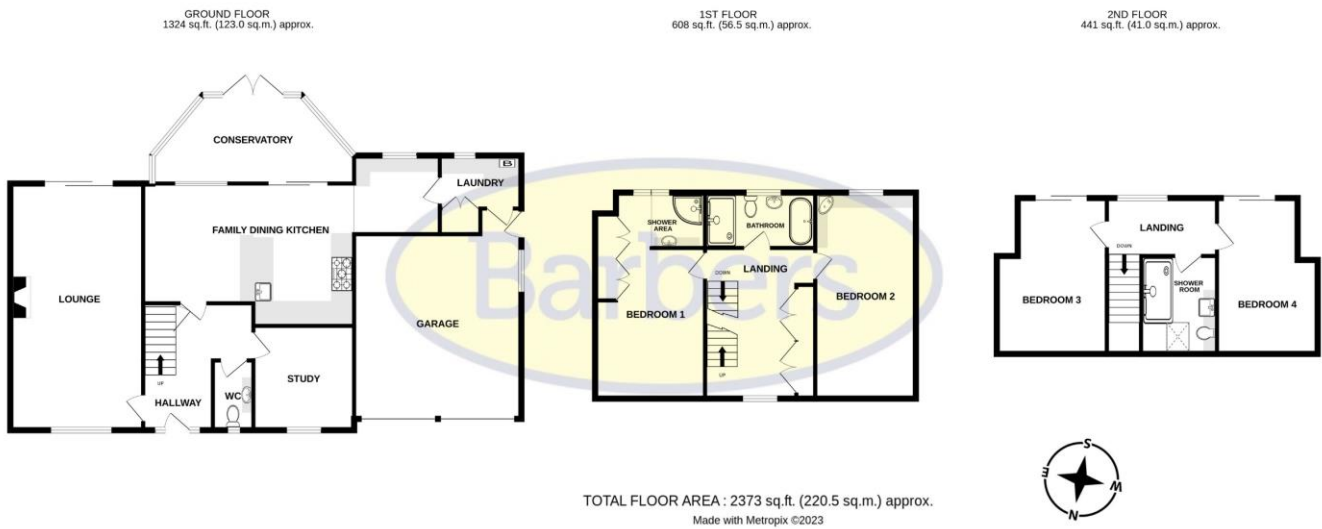 GROUND FLOOR
1324 sq.ft. (123.0 sq.m.) approx.
1ST FLOOR
608 sq.ft. (56.5 sq.m.) approx.
2ND FLOOR
441 sq.ft. (41.0 sq.m.) approx.
CONSERVATORY
B
LAUNDRY
FAMILY DINING KITCHEN
LOUNGE
GARAGE
STUDY
UP
HALLWAY
WC
Barbers
SHOWER
AREA
BATHROOM
LANDING
DOWN
BEDROOM 1
BEDROOM 2
UP
LANDING
DOWN
SHOWER
ROOM
BEDROOM 3
BEDROOM 4
S
E
W
N
TOTAL FLOOR AREA : 2373 sq.ft. (220.5 sq.m.) approx.
Made with Metropix ©2023